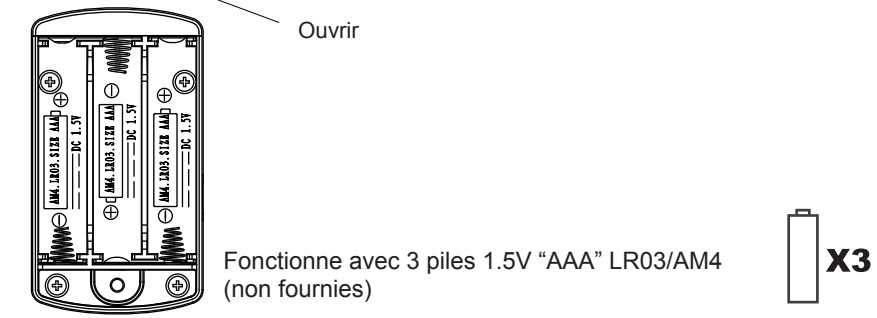 Ouvrir
AM4. LR03. SIZE AAA
DC 1.5V
AM4. LR03. SIZE AAA
DC 1.5V
AM4. LR03. SIZE AAA
DC 1.5V
Fonctionne avec 3 piles 1.5V “AAA” LR03/AM4
(non fournies)
X3